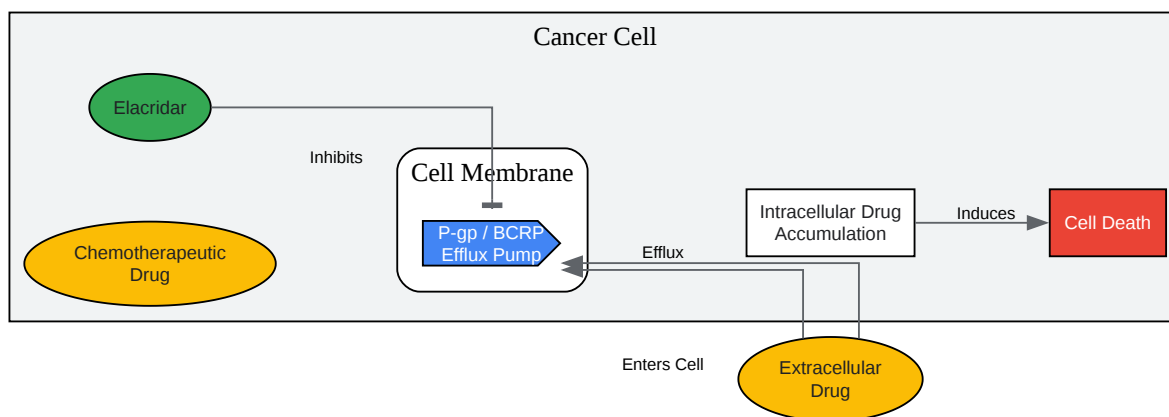 Cancer Cell
Elacridar
Inhibits
Cell Membrane
P-gp / BCRP
Efflux Pump
Chemotherapeutic
Drug
Intracellular Drug
Accumulation
Induces
Cell Death
Efflux
Enters Cell
Extracellular
Drug